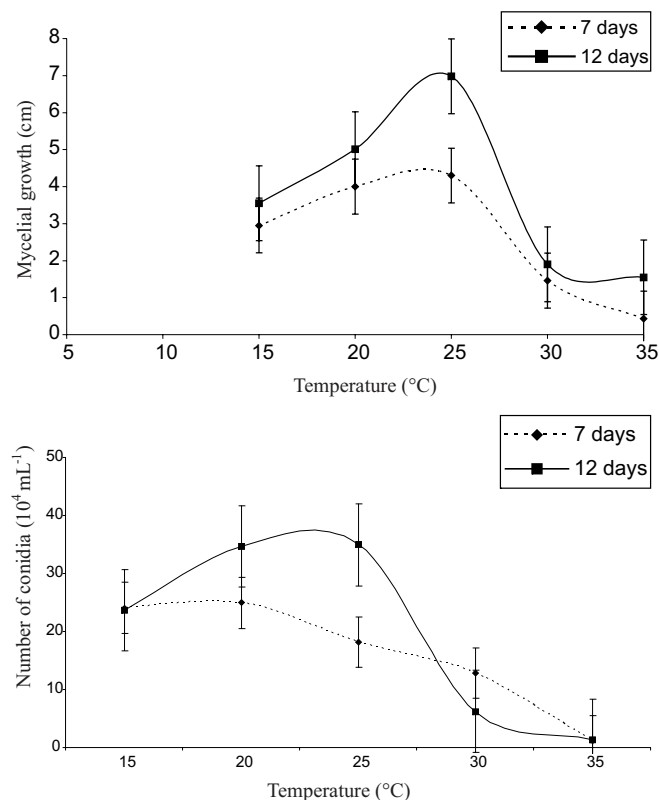 7 days
12 days
8
7
6
5
4
3
2
1
0
5 10 15 20 25 30 35
Mycelial growth (cm)
Temperature (°C)
7 days
12 days
50
40
30
20
10
0
15 20 25 30 35
Number of conidia (10⁴ mL⁻¹)
Temperature (°C)